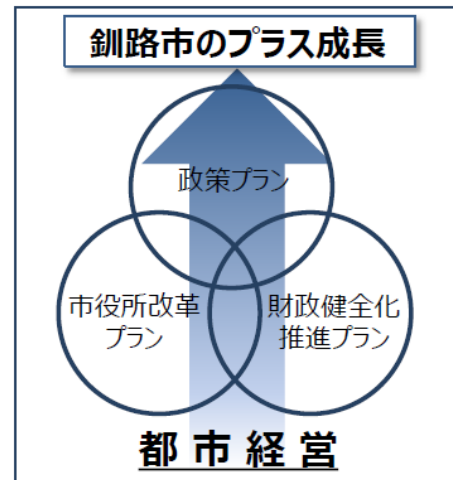 釧路市のプラス成長
政策プラン
市役所改革
プラン
財政健全化
推進プラン
都市経営